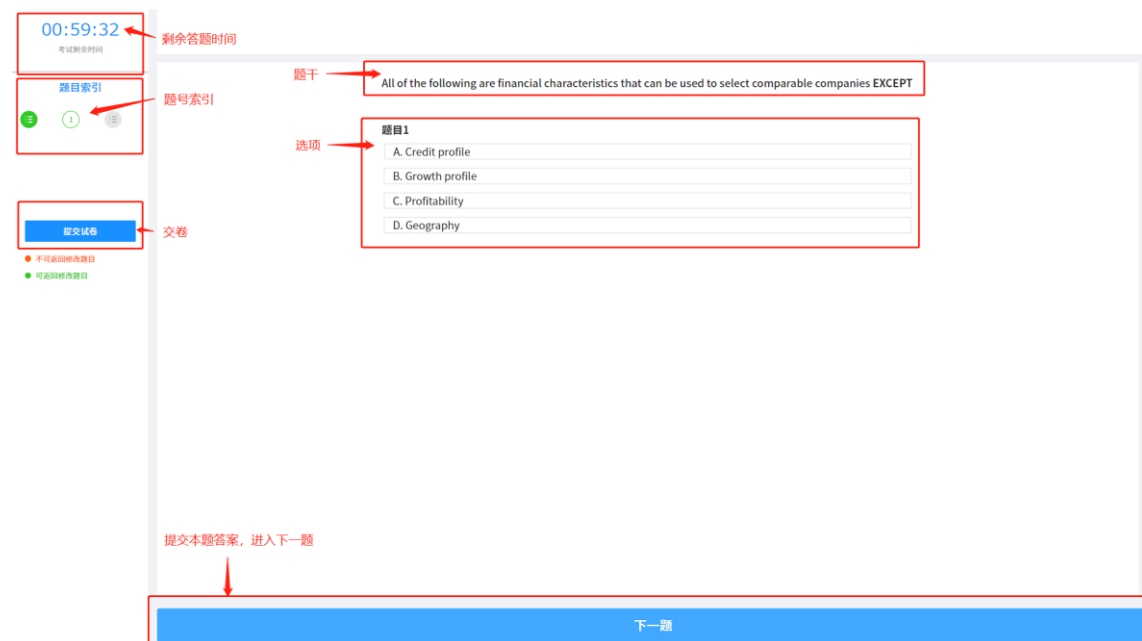 00:59:32
考试剩余时间
剩余答题时间
题目索引
1
题号索引
提交试卷
交卷
不可返回修改题目
可返回修改题目
题干
All of the following are financial characteristics that can be used to select comparable companies EXCEPT
题目1
选项
A. Credit profile
B. Growth profile
C. Profitability
D. Geography
提交本题答案，进入下一题
下一题